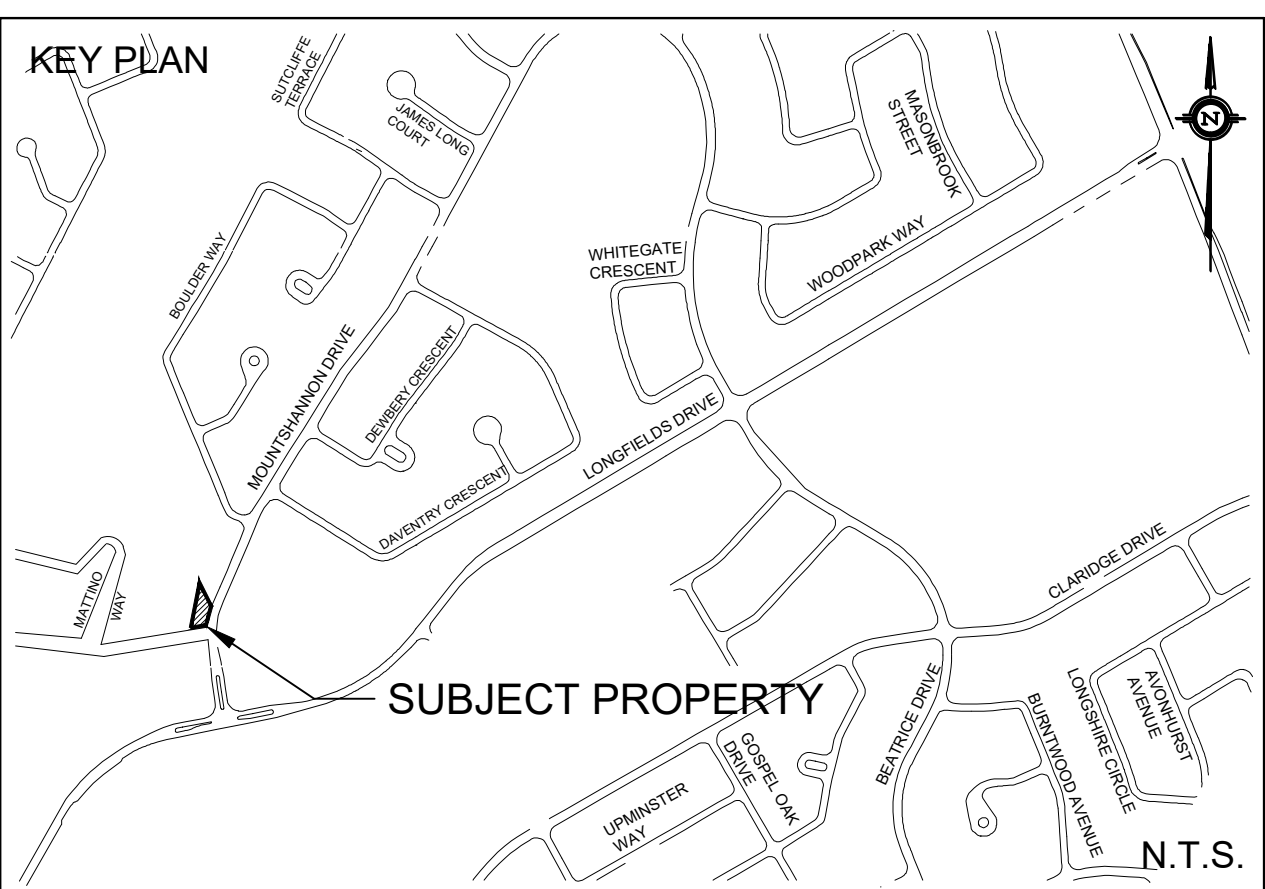 KEY PLAN
SUTCLIFFE
TERRACE
JAMES LONG
COURT
MASONBROOK
STREET
N
BOULDER WAY
WHITEGATE
CRESCENT
WOODPARK WAY
MOUNTSHANNON DRIVE
DEWBERY CRESCENT
LONGFIELDS DRIVE
DAVENTRY CRESCENT
MATTINO
WAY
CLARIDGE DRIVE
SUBJECT PROPERTY
GOSPEL OAK
DRIVE
BEATRICE DRIVE
BURNTWOOD AVENUE
LONGSHIRE CIRCLE
AVONHURST
AVENUE
UPMINSTER
WAY
N.T.S.